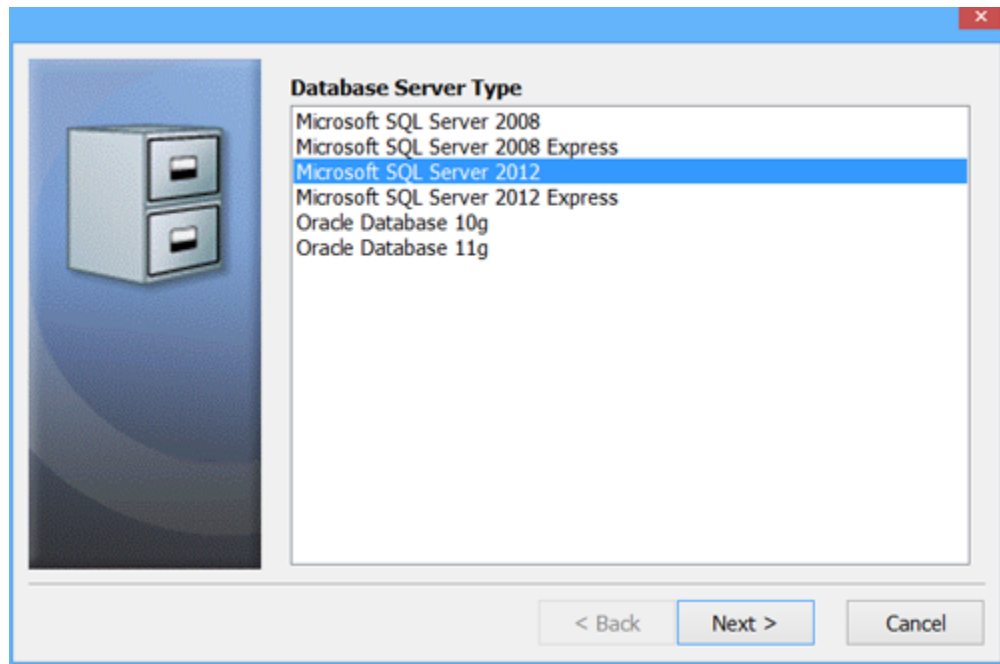 Database Server Type
Microsoft SQL Server 2008
Microsoft SQL Server 2008 Express
Microsoft SQL Server 2012
Microsoft SQL Server 2012 Express
Oracle Database 10g
Oracle Database 11g
< Back
Next >
Cancel